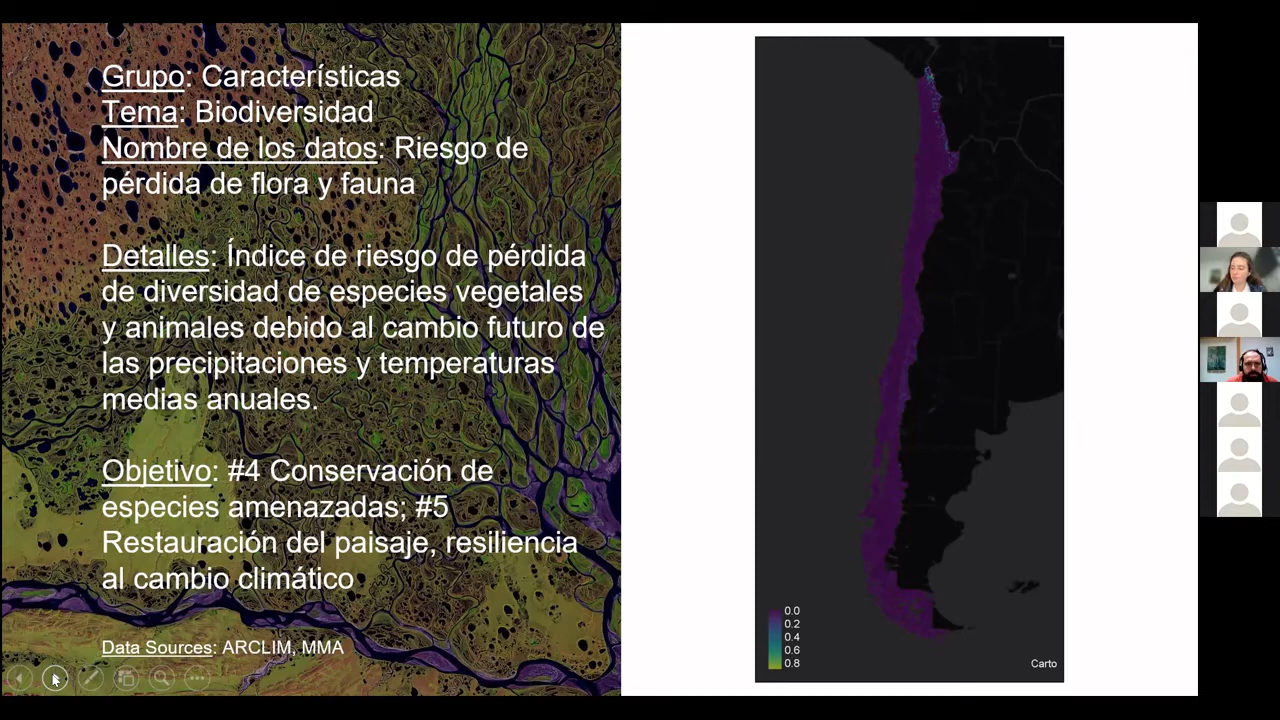 Grupo: Características
Tema: Biodiversidad
Nombre de los datos: Riesgo de
pérdida de flora y fauna
Detalles: Índice de riesgo de pérdida
de diversidad de especies vegetales
y animales debido al cambio futuro de
las precipitaciones y temperaturas
medias anuales.
Objetivo: #4 Conservación de
especies amenazadas; #5
Restauración del paisaje, resiliencia
al cambio climático
Data Sources: ARCLIM, MMA
0.0
0.2
0.4
0.6
0.8
Carto